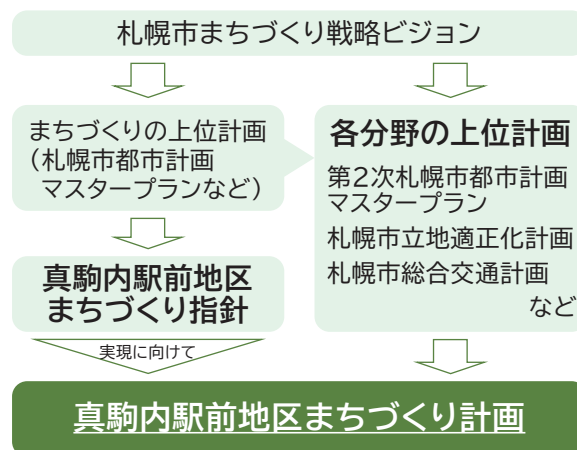 札幌市まちづくり戦略ビジョン
まちづくりの上位計画
（札幌市都市計画
マスタープランなど）
真駒内駅前地区
まちづくり指針
実現に向けて
各分野の上位計画
第2次札幌市都市計画
マスタープラン
札幌市立地適正化計画
札幌市総合交通計画
など
真駒内駅前地区まちづくり計画